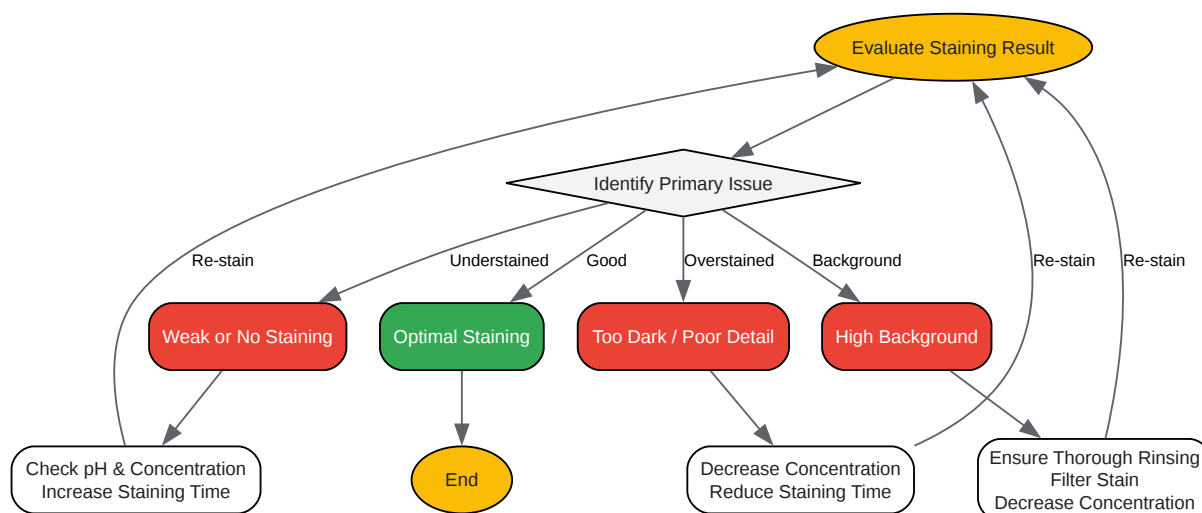 Evaluate Staining Result
Identify Primary Issue
Re-stain
Understained
Good
Overstained
Background
Re-stain
Re-stain
Weak or No Staining
Optimal Staining
Too Dark / Poor Detail
High Background
Check pH & Concentration
Increase Staining Time
End
Decrease Concentration
Reduce Staining Time
Ensure Thorough Rinsing
Filter Stain
Decrease Concentration